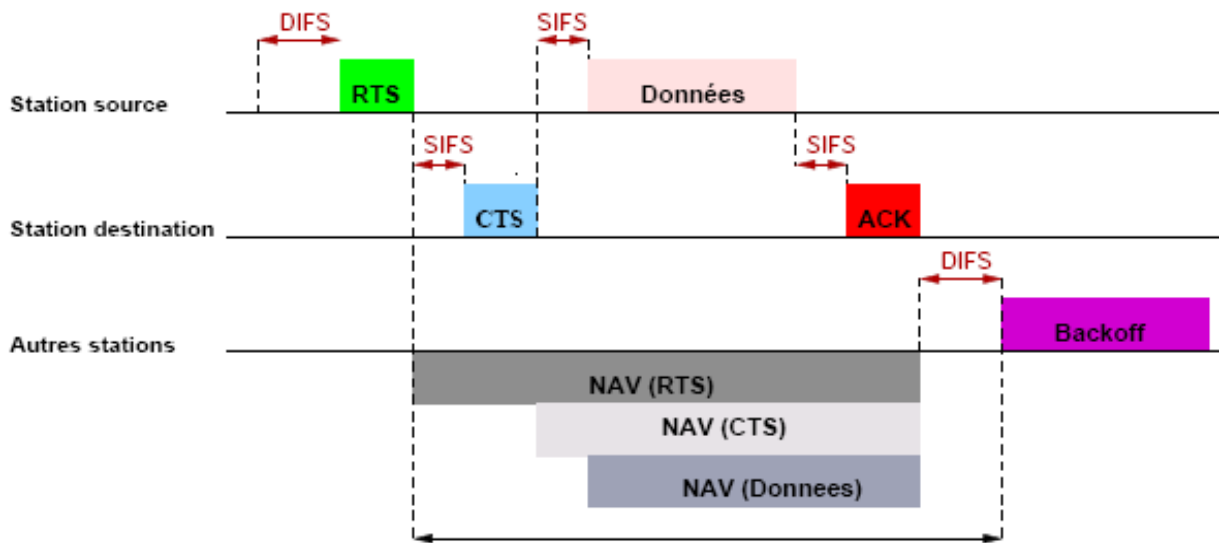 DIFS
SIFS
Station source
RTS
Données
SIFS
SIFS
Station destination
CTS
ACK
DIFS
Autres stations
Backoff
NAV (RTS)
NAV (CTS)
NAV (Donnees)